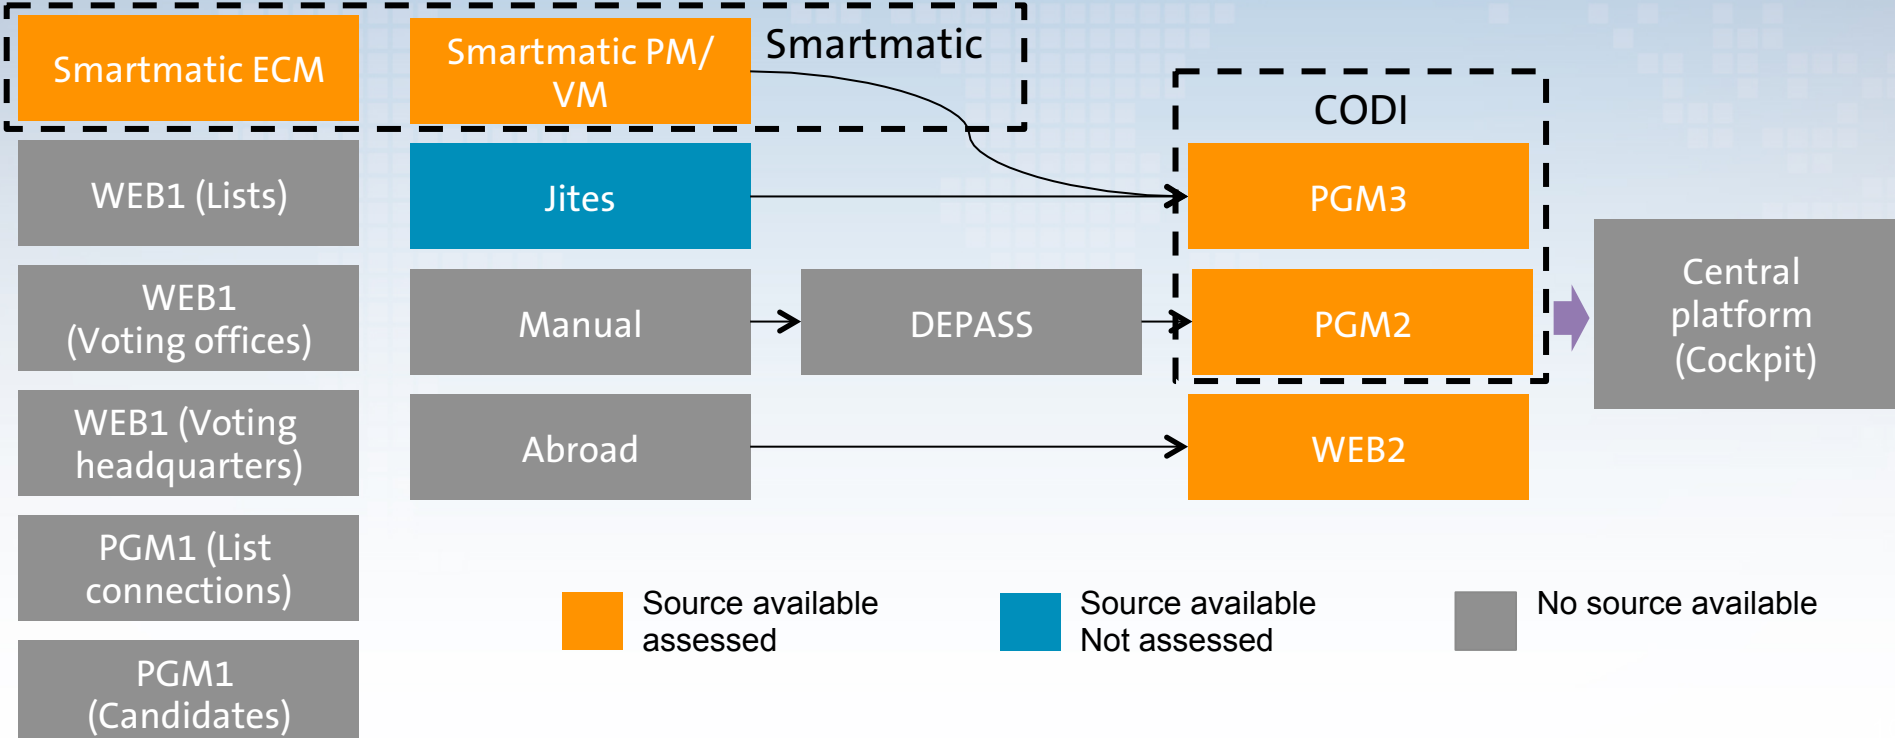 Smartmatic ECM
Smartmatic PM/
VM
Smartmatic
CODI
WEB1 (Lists)
Jites
PGM3
WEB1
(Voting offices)
Manual
DEPASS
PGM2
Central
platform
(Cockpit)
WEB1 (Voting
headquarters)
Abroad
WEB2
PGM1 (List
connections)
PGM1
(Candidates)
Source available
assessed
Source available
Not assessed
No source available